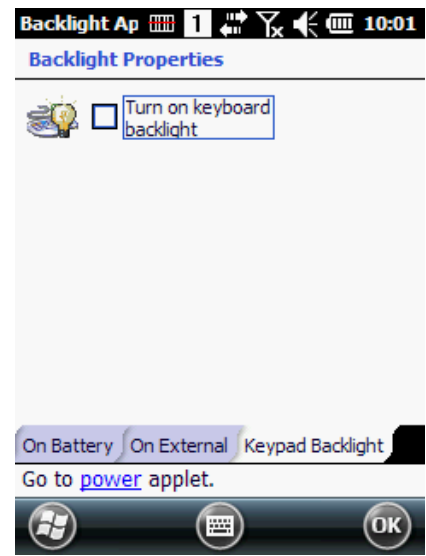 Backlight Ap 1 10:01
Backlight Properties
Turn on keyboard
backlight
On Battery On External Keypad Backlight
Go to power applet.
OK